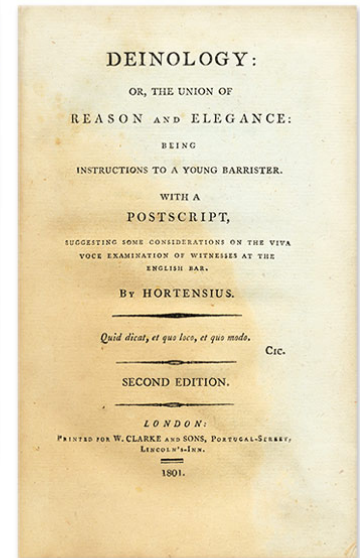 DEINOLOGY:
OR, THE UNION OF
REASON AND ELEGANCE:
BEING
INSTRUCTIONS TO A YOUNG BARRISTER.
WITH A
POSTSCRIPT,
SUGGESTING SOME CONSIDERATIONS ON THE VIVA
VOCE EXAMINATION OF WITNESSES AT THE
ENGLISH BAR.
BY HORTENSIUS.
Quid dicat, et quo loco, et quo modo.
CIC.
SECOND EDITION.
LONDON:
PRINTED FOR W. CLARKE AND SONS, PORTUGAL-STREET,
LINCOLN'S-INN.
1801.